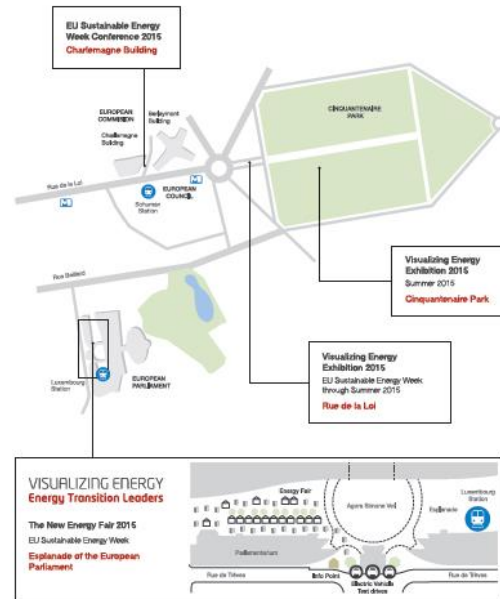 EU Sustainable Energy
Week Conference 2015
Charlemagne Building
EUROPEAN
COMMISSION
Berlaymont
Building
Charlemagne
Building
CINQUANTENAIRE
PARK
Rue de la Loi
M
M
Schuman
Station
EUROPEAN
COUNCIL
Rue Belliard
Visualizing Energy
Exhibition 2015
Summer 2015
Cinquantenaire Park
Luxembourg
Station
EUROPEAN
PARLIAMENT
Visualizing Energy
Exhibition 2015
EU Sustainable Energy Week
through Summer 2015
Rue de la Loi
VISUALIZING ENERGY
Energy Transition Leaders
The New Energy Fair 2015
EU Sustainable Energy Week
Esplanade of the European
Parliament
Energy Fair
Agora Simone Veil
Esplanade
Luxembourg
Station
Parliamentarium
Rue de Trèves
Info Point
Electric Vehicle
Test drives
Rue de Trèves